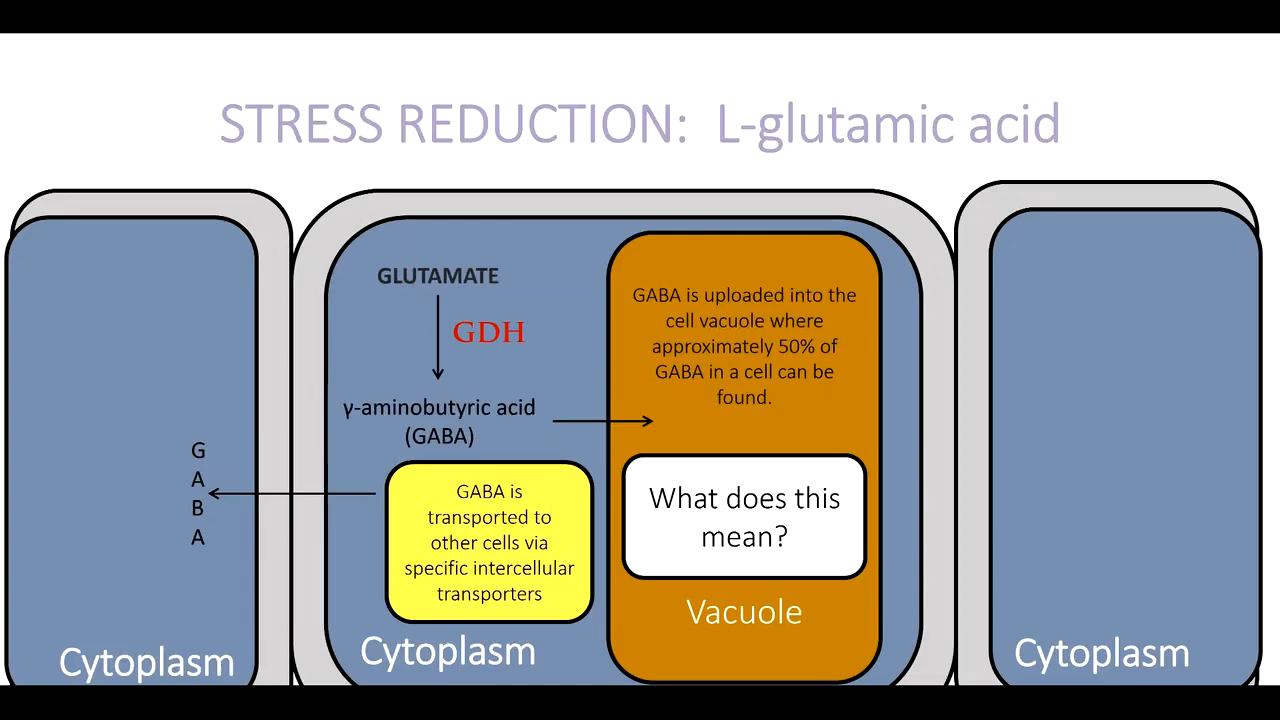 STRESS REDUCTION:  L-glutamic acid
GLUTAMATE
GDH
γ-aminobutyric acid
(GABA)
G
A
B
A
GABA is
transported to
other cells via
specific intercellular
transporters
GABA is uploaded into the
cell vacuole where
approximately 50% of
GABA in a cell can be
found.
What does this
mean?
Vacuole
Cytoplasm
Cytoplasm
Cytoplasm